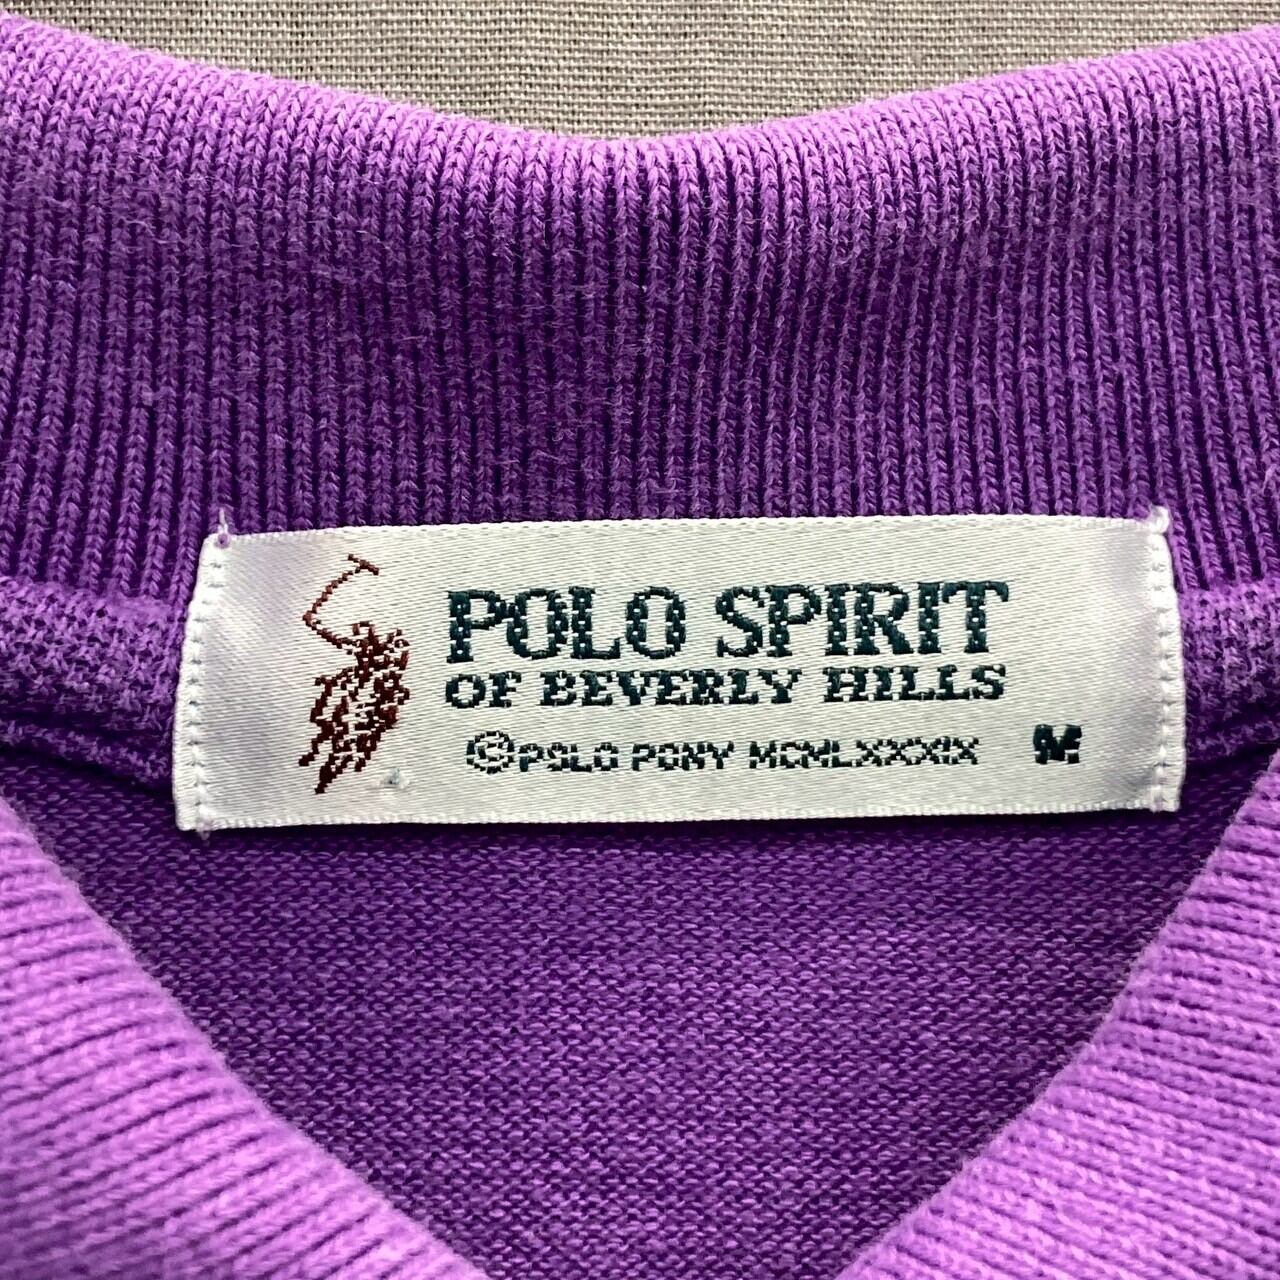 POLO SPIRIT
OF BEVERLY HILLS
©POLO PONY MCMLXXXIX M